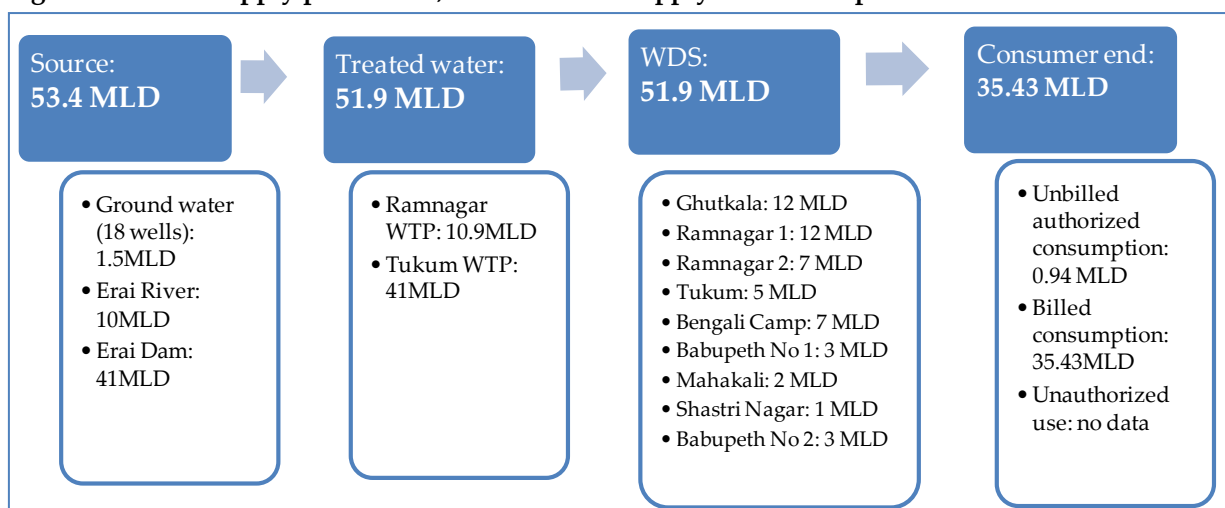 Source:
53.4 MLD
Treated water:
51.9 MLD
WDS:
51.9 MLD
Consumer end:
35.43 MLD
• Ground water
(18 wells):
1.5MLD
• Erai River:
10MLD
• Erai Dam:
41MLD
• Ramnagar
WTP: 10.9MLD
• Tukum WTP:
41MLD
• Ghutkala: 12 MLD
• Ramnagar 1: 12 MLD
• Ramnagar 2: 7 MLD
• Tukum: 5 MLD
• Bengali Camp: 7 MLD
• Babupeth No 1: 3 MLD
• Mahakali: 2 MLD
• Shastri Nagar: 1 MLD
• Babupeth No 2: 3 MLD
• Unbilled
authorized
consumption:
0.94 MLD
• Billed
consumption:
35.43MLD
• Unauthorized
use: no data